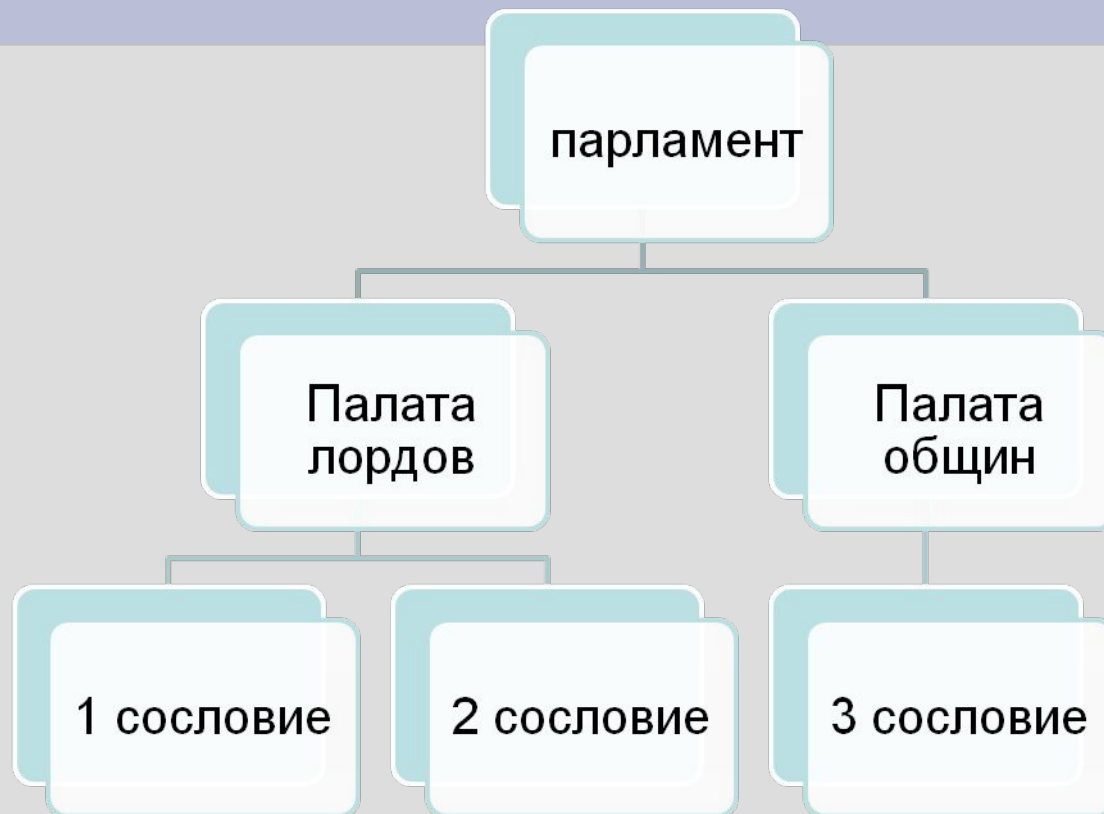 парламент
Палата
лордов
Палата
общин
1 сословие
2 сословие
3 сословие